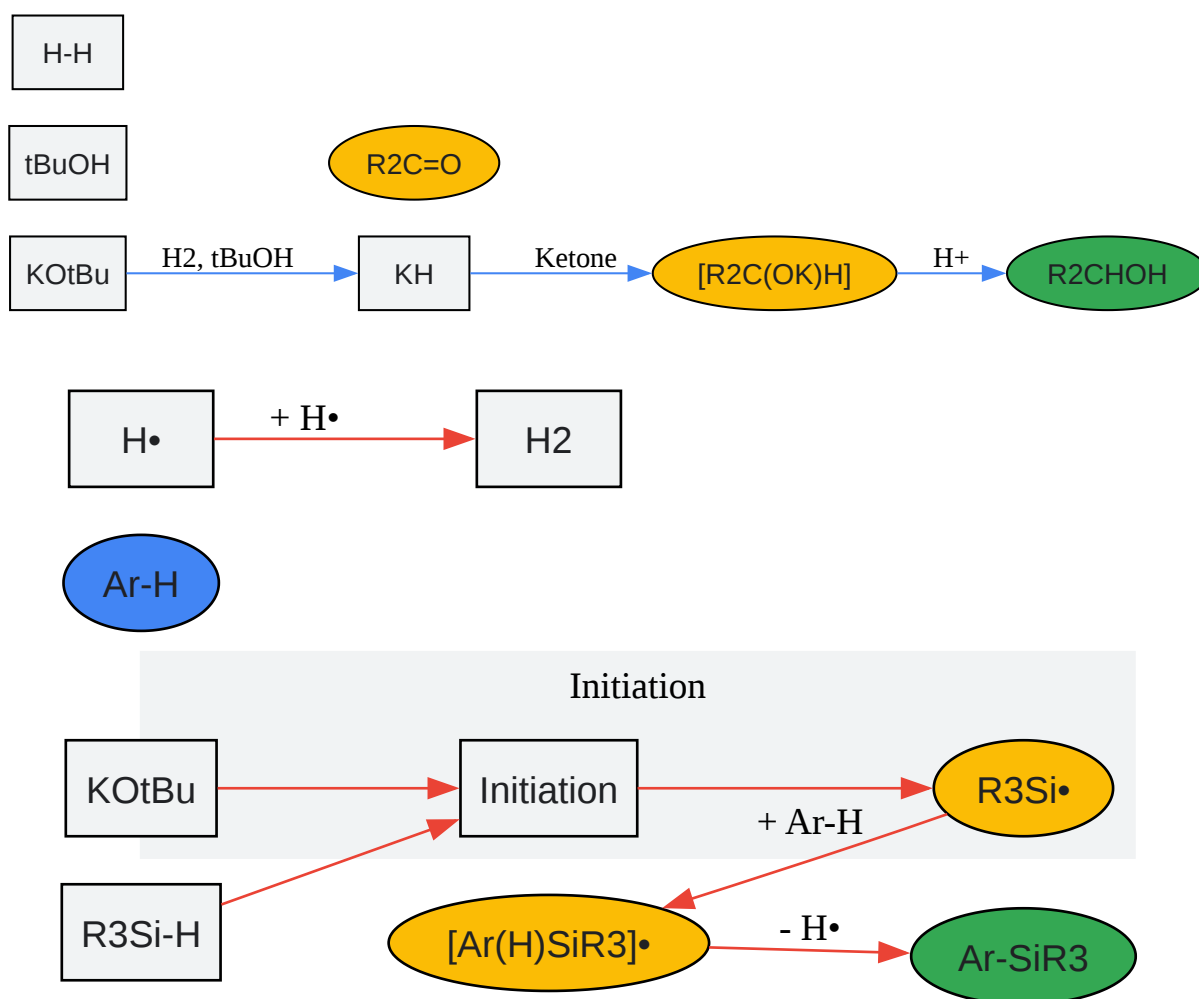 H-H
tBuOH
R2C=O
KOtBu
H2, tBuOH
KH
Ketone
[R2C(OK)H]
H+
R2CHOH
H•
+ H•
H2
Ar-H
Initiation
KOtBu
Initiation
R3Si•
+ Ar-H
R3Si-H
[Ar(H)SiR3]•
- H•
Ar-SiR3